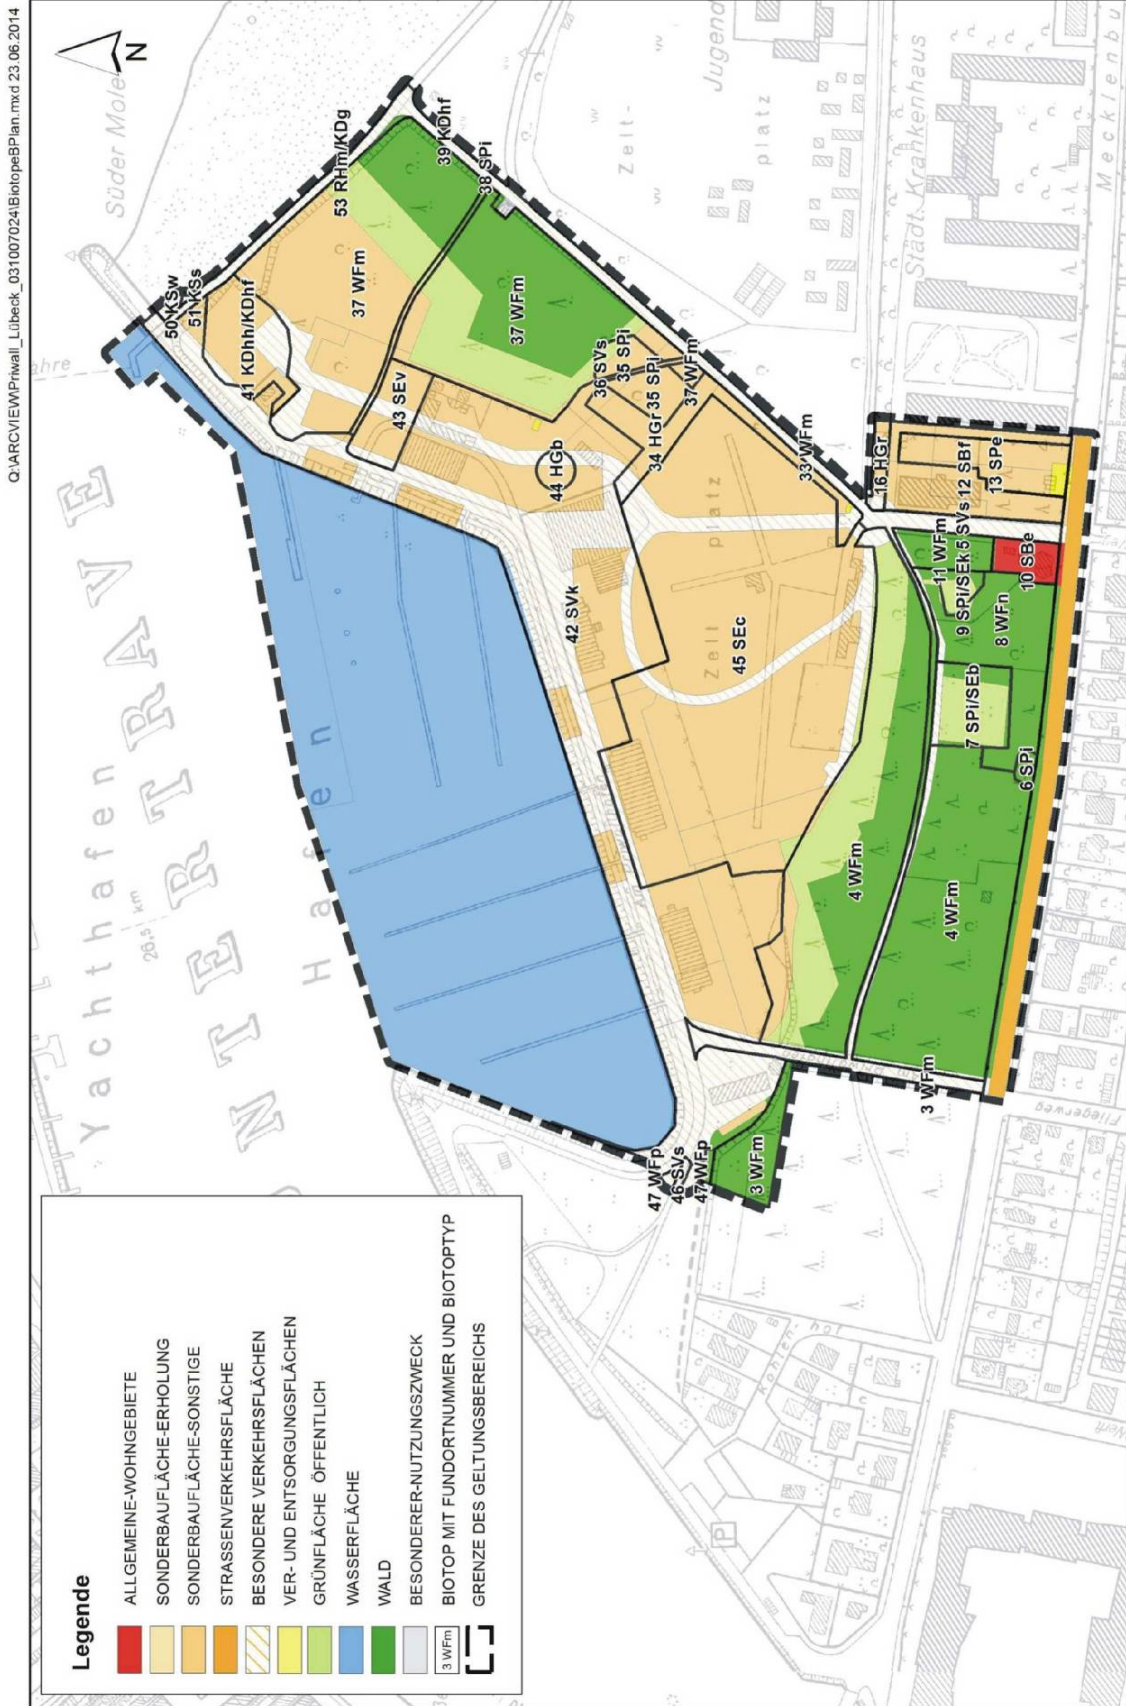 Q:\ARCVIEW\Priwall_Lübeck_031007024\BiotopeBPlan.mxd 23.06.2014
N
Süder Mole
Yachthafen
26,5 km
UNTERTRAVE
Hafen
50 KSw
51 KSs
53 RHm/KDg
41 KDhh/KDhf
37 WFm
39 KDhf
38 SPi
43 SEv
37 WFm
44 HGb
36 SVs
35 SPi
34 HGr
35 SPi
37 WFm
42 SVk
33 WFm
Zeltplatz
45 SEc
Zelt-
platz
Jugend
Städt. Krankenhaus
Mecklenbu
16 HGr
12 SBf
13 SPe
5 SVs
11 WFm
9 SPi/SEk
10 SBe
8 WFn
7 SPi/SEb
6 SPi
4 WFm
4 WFm
3 WFm
Fliegerweg
47 WFp
46 SVs
47 WFp
3 WFm
P
Legende
ALLGEMEINE-WOHNGEBIETE
SONDERBAUFLÄCHE-ERHOLUNG
SONDERBAUFLÄCHE-SONSTIGE
STRASSENVERKEHRSFLÄCHE
BESONDERE VERKEHRSFLÄCHEN
VER- UND ENTSORGUNGSFLÄCHEN
GRÜNFLÄCHE ÖFFENTLICH
WASSERFLÄCHE
WALD
BESONDERER-NUTZUNGSZWECK
3 WFm BIOTOP MIT FUNDORTNUMMER UND BIOTOPTYP
GRENZE DES GELTUNGSBEREICHS